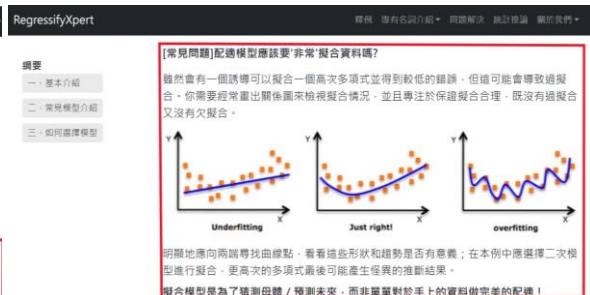 RegressifyXpert
釋例 專有名詞介紹 問題解決 統計推論 關於我們
綱要
一、基本介紹
二、常見模型介紹
三、如何選擇模型
[常見問題]配適模型應該要'非常'擬合資料嗎?
雖然會有一個誘導可以擬合一個高次多項式並得到較低的錯誤，但這可能會導致過擬
合。你需要經常畫出關係圖來檢視擬合情況，並且專注於保證擬合合理，既沒有過擬合
又沒有欠擬合。
Y Y Y
X X X
Underfitting Just right! overfitting
明顯地應向兩端尋找曲線點，看看這些形狀和趨勢是否有意義；在本例中應選擇二次模
型進行擬合，更高次的多項式最後可能產生怪異的推斷結果。
擬合模型是為了猜測母體 / 預測未來，而非單單對於手上的資料做完美的配適！